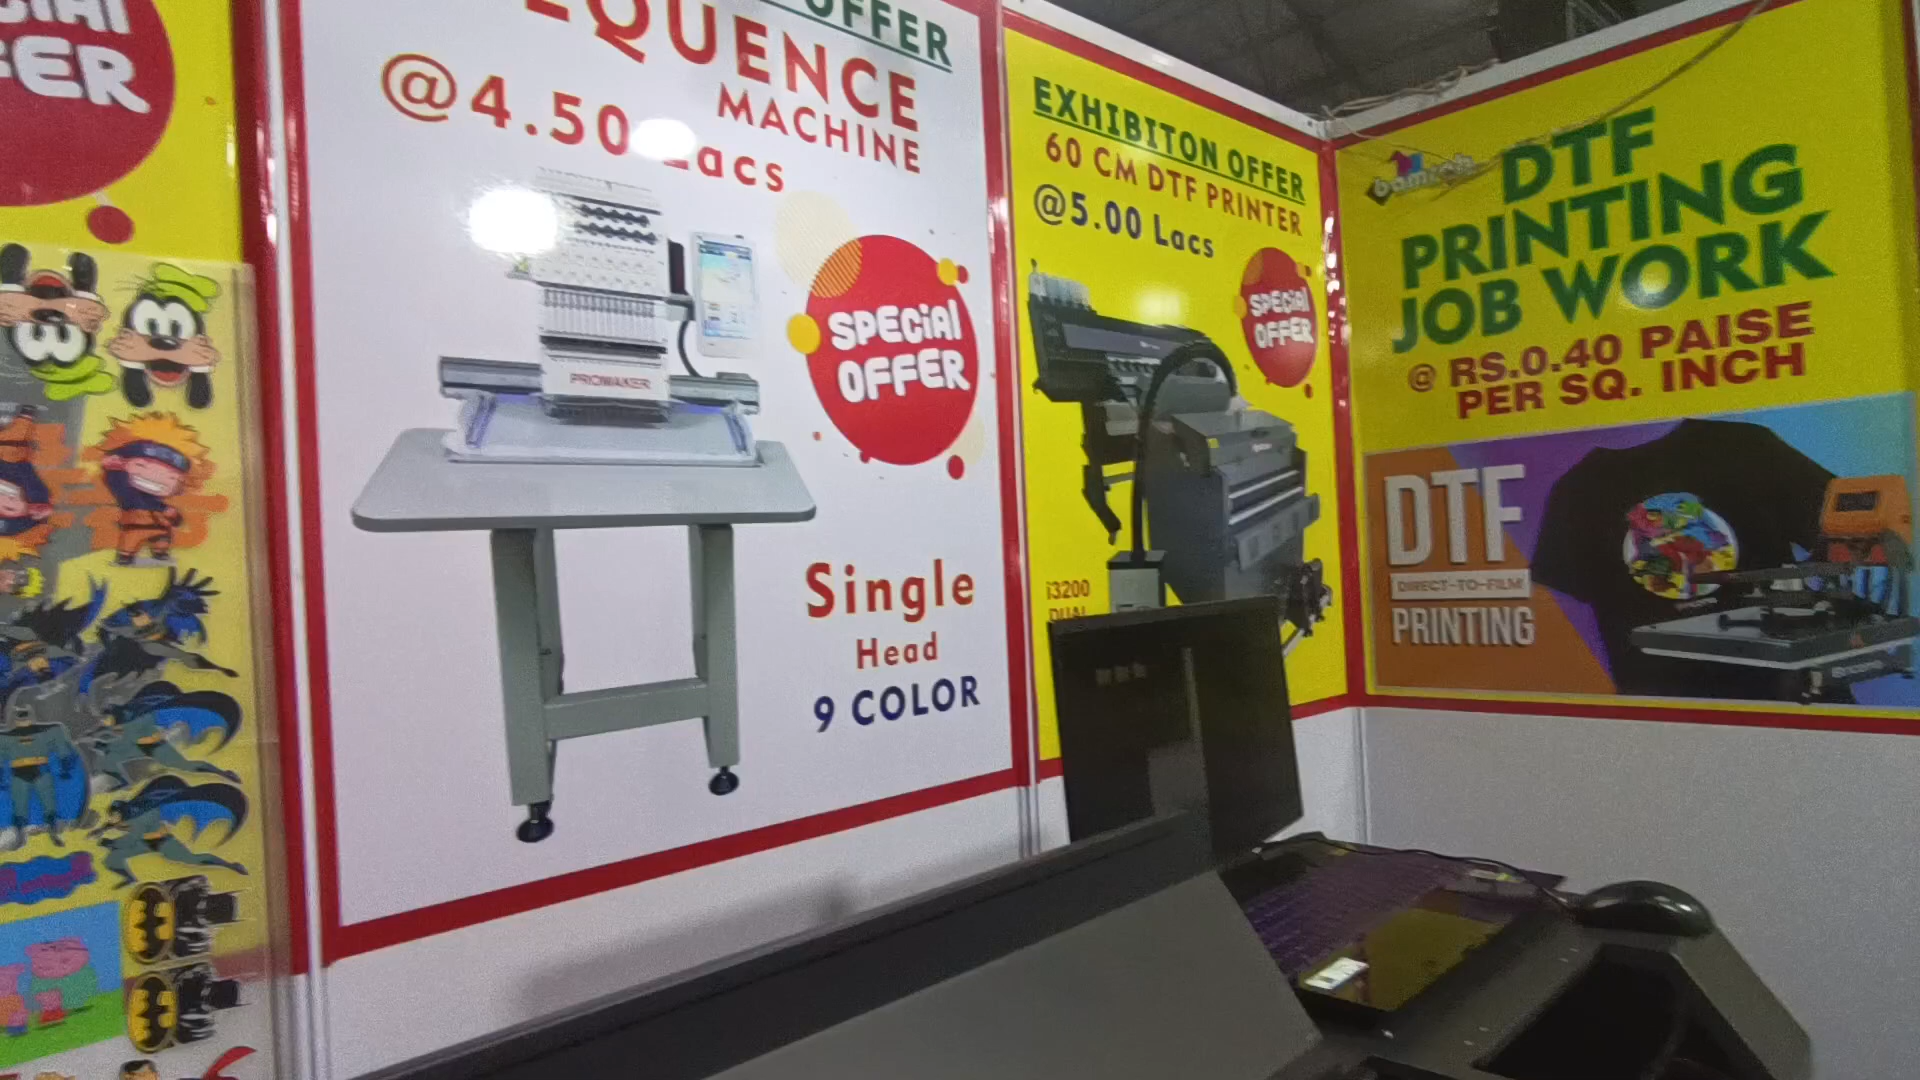 CIAL
FER
OFFER
EQUENCE
MACHINE
@4.50 Lacs
PROMAKER
SPECIAL
OFFER
Single
Head
9 COLOR
EXHIBITON OFFER
60 CM DTF PRINTER
@5.00 Lacs
SPECIAL
OFFER
i3200
DUAL
DTF
PRINTING
JOB WORK
@ RS.0.40 PAISE
PER SQ. INCH
DTF
DIRECT-TO-FILM
PRINTING